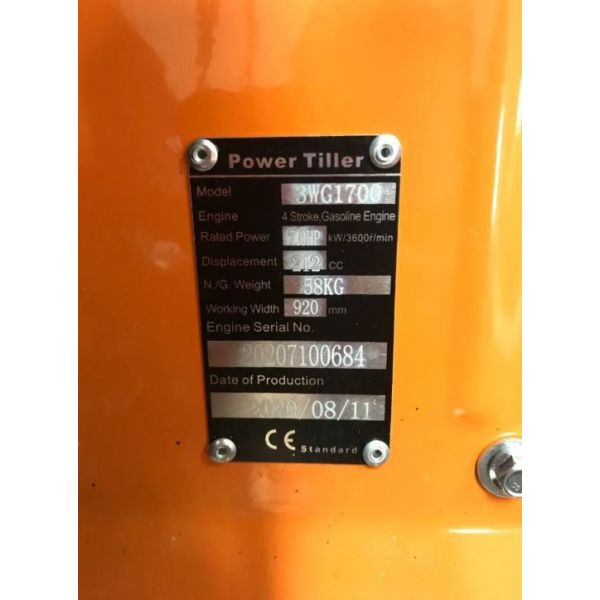 Power Tiller
Model 3WG1700
Engine 4 Stroke,Gasoline Engine
Rated Power 7.0HP kW/3600r/min
Displacement 212 CC
N./G. Weight 58KG
Working Width 920 mm
Engine Serial No.
20207100684
Date of Production
2020/08/11
CE Standard